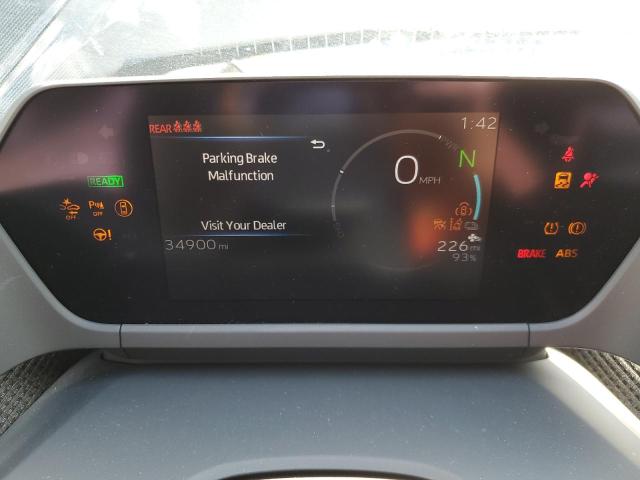 REAR
1:42
Parking Brake
Malfunction
0 MPH
N
READY
OFF
P OFF
Visit Your Dealer
34900 mi
226 mi
93%
BRAKE ABS